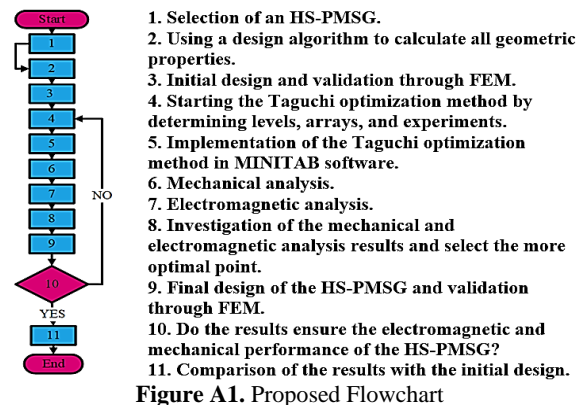 Start
1
2
3
4
5
6
7
8
9
10
NO
YES
11
End
1. Selection of an HS-PMSG.
2. Using a design algorithm to calculate all geometric
properties.
3. Initial design and validation through FEM.
4. Starting the Taguchi optimization method by
determining levels, arrays, and experiments.
5. Implementation of the Taguchi optimization
method in MINITAB software.
6. Mechanical analysis.
7. Electromagnetic analysis.
8. Investigation of the mechanical and
electromagnetic analysis results and select the more
optimal point.
9. Final design of the HS-PMSG and validation
through FEM.
10. Do the results ensure the electromagnetic and
mechanical performance of the HS-PMSG?
11. Comparison of the results with the initial design.
Figure A1. Proposed Flowchart